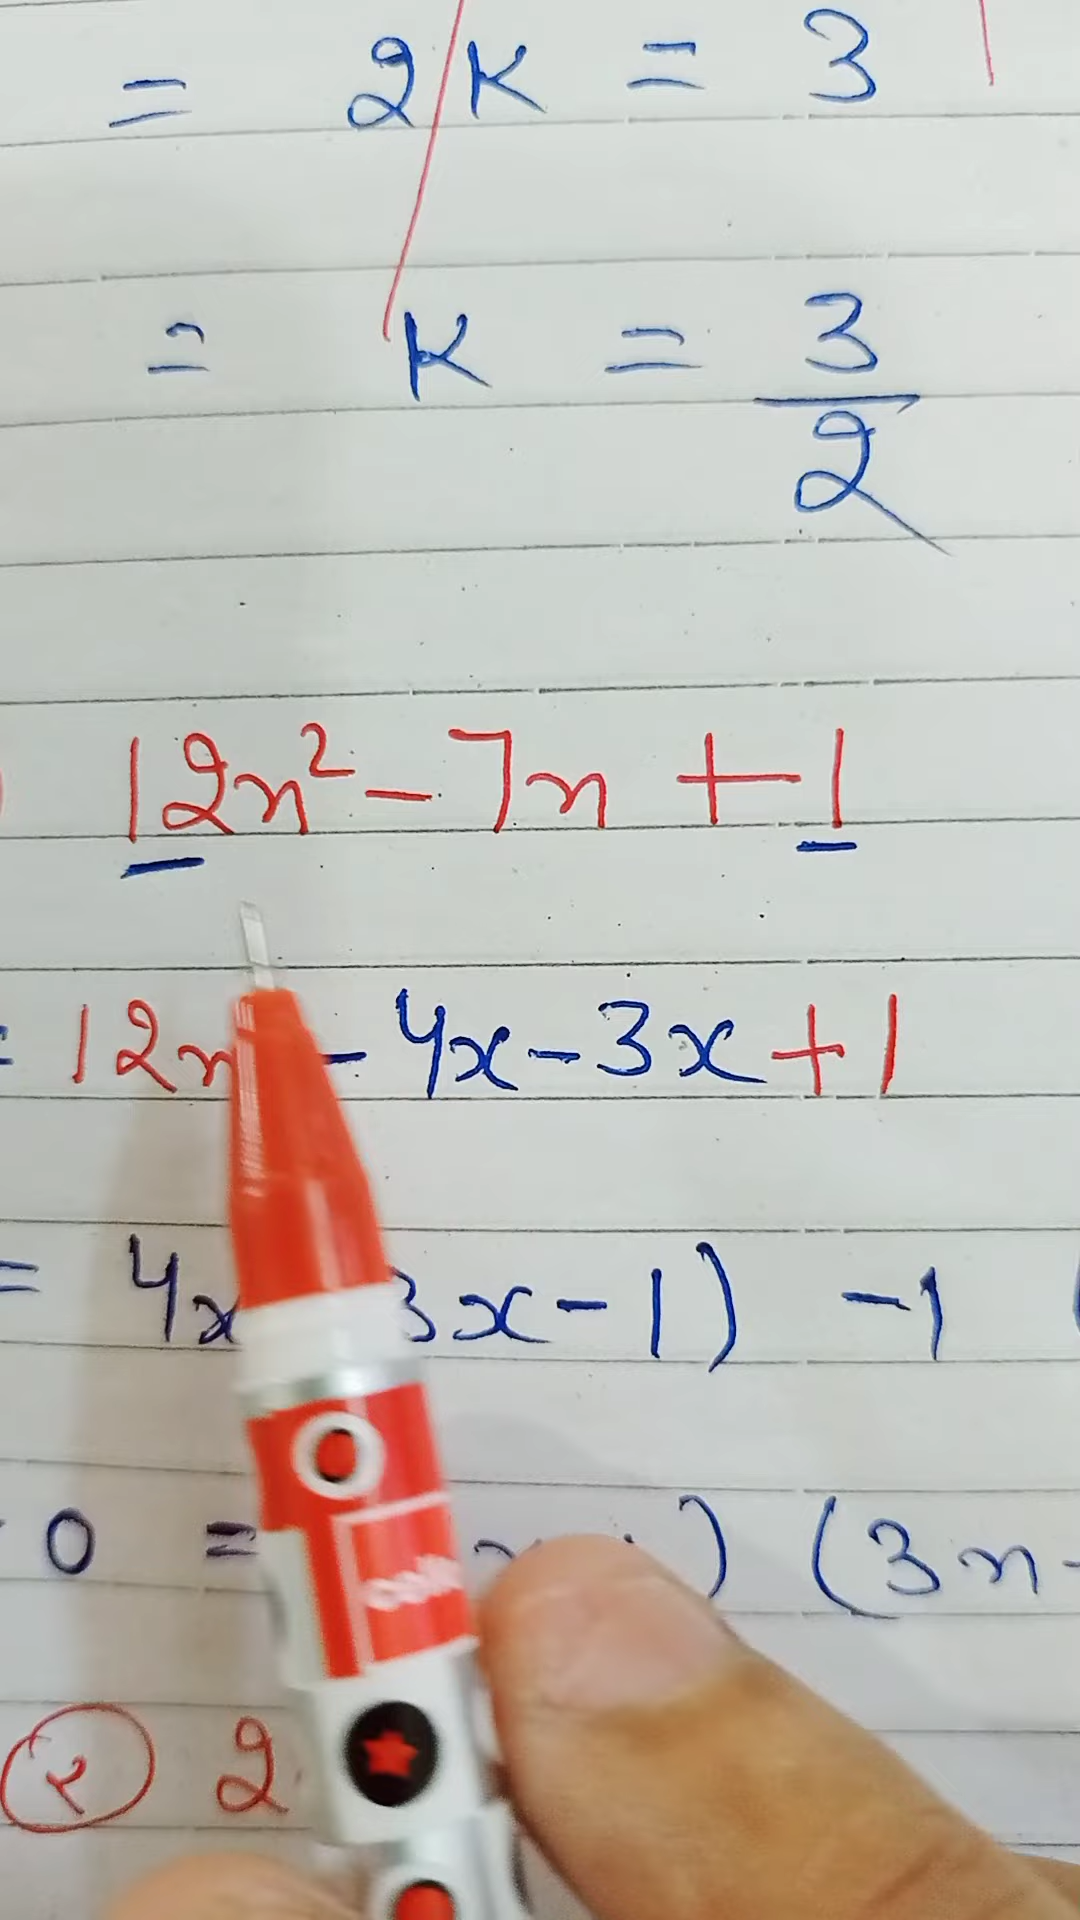 = 2K = 3
= K = 3/2
12x² - 7x + 1
= 12x - 4x - 3x + 1
= 4x 3x - 1) - 1 (
0 = ) (3x -
2